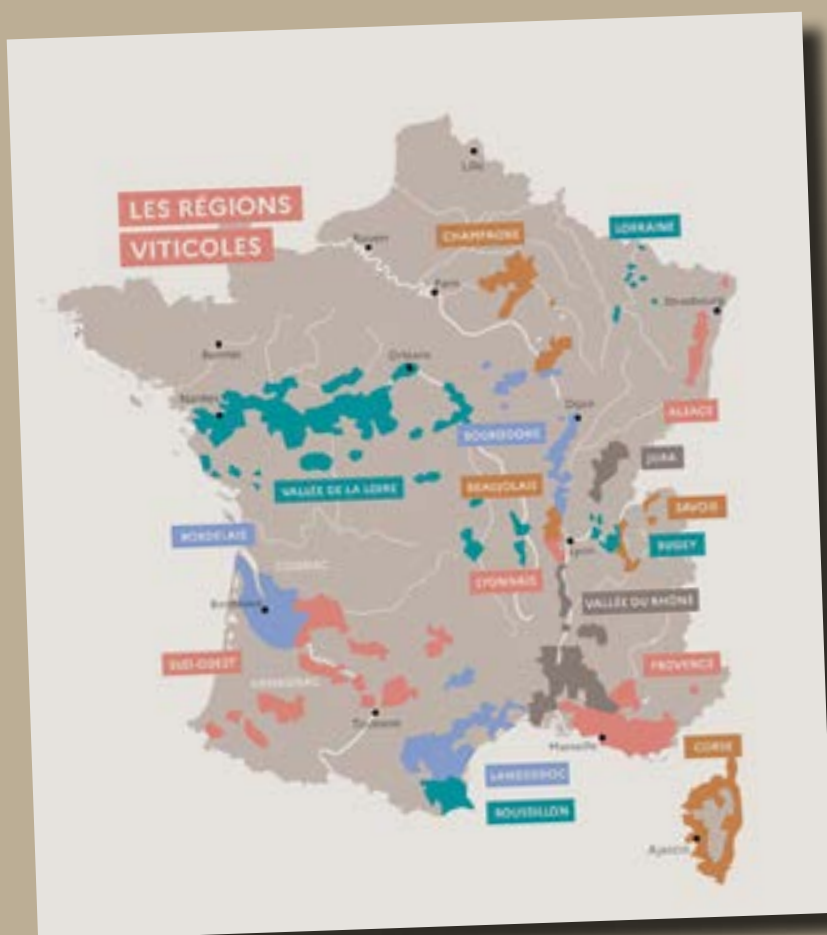 LES RÉGIONS
VITICOLES
Lille
Rouen
CHAMPAGNE
LORRAINE
Paris
Strasbourg
Rennes
Orléans
Nantes
Dijon
ALSACE
BOURGOGNE
JURA
BEAUJOLAIS
VALLÉE DE LA LOIRE
SAVOIE
BORDELAIS
BUGEY
Lyon
COGNAC
LYONNAIS
VALLÉE DU RHÔNE
Bordeaux
SUD-OUEST
PROVENCE
ARMAGNAC
Toulouse
Marseille
CORSE
LANGUEDOC
ROUSSILLON
Ajaccio